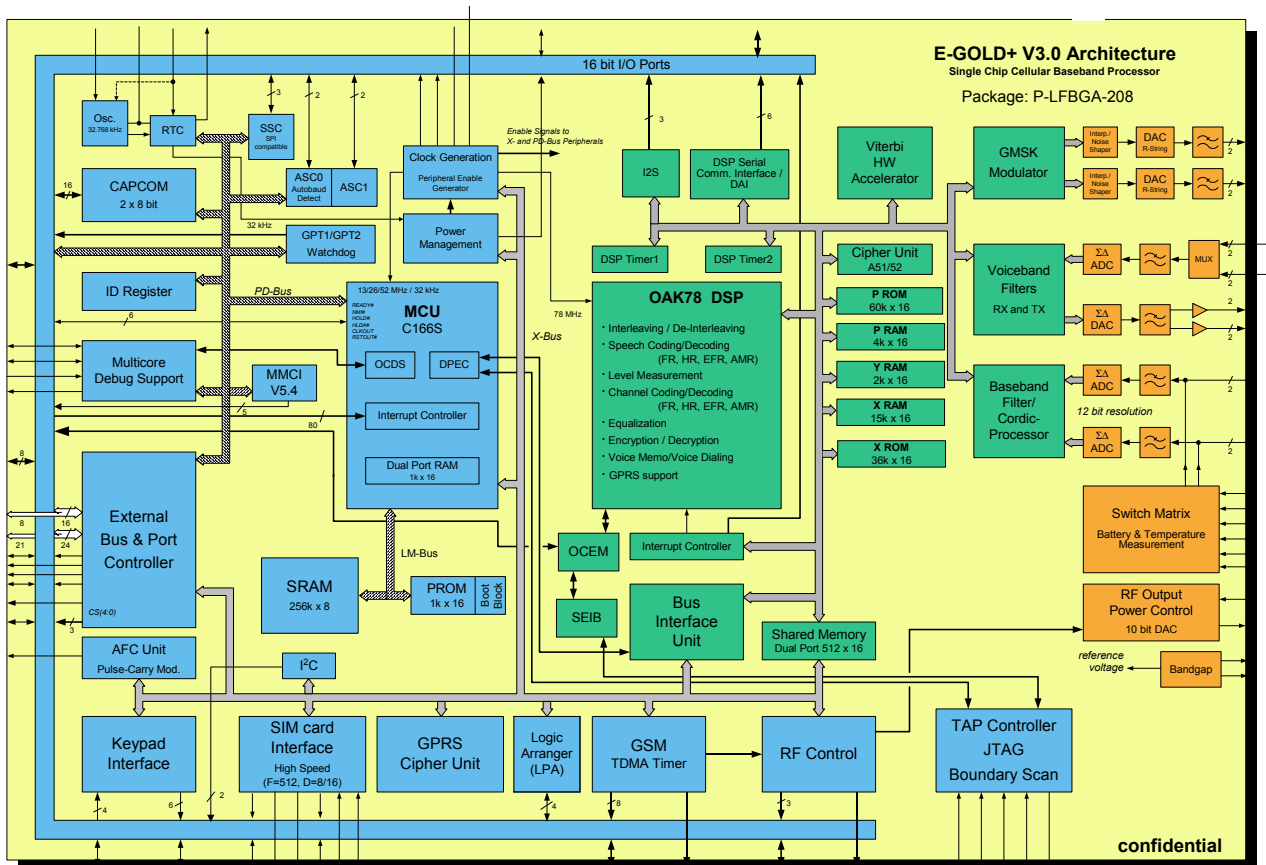 E-GOLD+ V3.0 Architecture
Single Chip Cellular Baseband Processor
Package: P-LFBGA-208
16 bit I/O Ports
3
2
2
3
6
Osc.
32.768 kHz
RTC
SSC
SPI
compatible
Enable Signals to
X- and PD-Bus Peripherals
Clock Generation
Peripheral Enable
Generator
I2S
DSP Serial
Comm. Interface /
DAI
Viterbi
HW
Accelerator
GMSK
Modulator
Interp./
Noise
Shaper
DAC
R-String
2
Interp./
Noise
Shaper
DAC
R-String
2
16
CAPCOM
2 x 8 bit
ASC0
Autobaud
Detect
ASC1
32 kHz
Power
Management
GPT1/GPT2
Watchdog
DSP Timer1
DSP Timer2
Cipher Unit
A51/52
Voiceband
Filters
RX and TX
ΣΔ
ADC
MUX
2
2
ΣΔ
DAC
2
2
ID Register
PD-Bus
6
13/26/52 MHz / 32 kHz
READY#
NMI#
HOLD#
HLDA#
CLKOUT
RSTOUT#
MCU
C166S
X-Bus
78 MHz
OAK78 DSP
· Interleaving / De-Interleaving
· Speech Coding/Decoding
(FR, HR, EFR, AMR)
· Level Measurement
· Channel Coding/Decoding
(FR, HR, EFR, AMR)
· Equalization
· Encryption / Decryption
· Voice Memo/Voice Dialing
· GPRS support
P ROM
60k x 16
P RAM
4k x 16
Y RAM
2k x 16
X RAM
15k x 16
X ROM
36k x 16
Multicore
Debug Support
MMCI
V5.4
5
80
OCDS
DPEC
Interrupt Controller
Dual Port RAM
1k x 16
Baseband
Filter/
Cordic-
Processor
ΣΔ
ADC
2
12 bit resolution
ΣΔ
ADC
2
8
8
16
21
24
External
Bus & Port
Controller
CS(4:0)
3
LM-Bus
SRAM
256k x 8
PROM
1k x 16
Boot
Block
OCEM
SEIB
Interrupt Controller
Bus
Interface
Unit
Shared Memory
Dual Port 512 x 16
Switch Matrix
Battery & Temperature
Measurement
RF Output
Power Control
10 bit DAC
reference
voltage
Bandgap
AFC Unit
Pulse-Carry Mod.
I²C
Keypad
Interface
SIM card
Interface
High Speed
(F=512, D=8/16)
GPRS
Cipher Unit
Logic
Arranger
(LPA)
GSM
TDMA Timer
RF Control
TAP Controller
JTAG
Boundary Scan
4
6
2
4
8
3
confidential